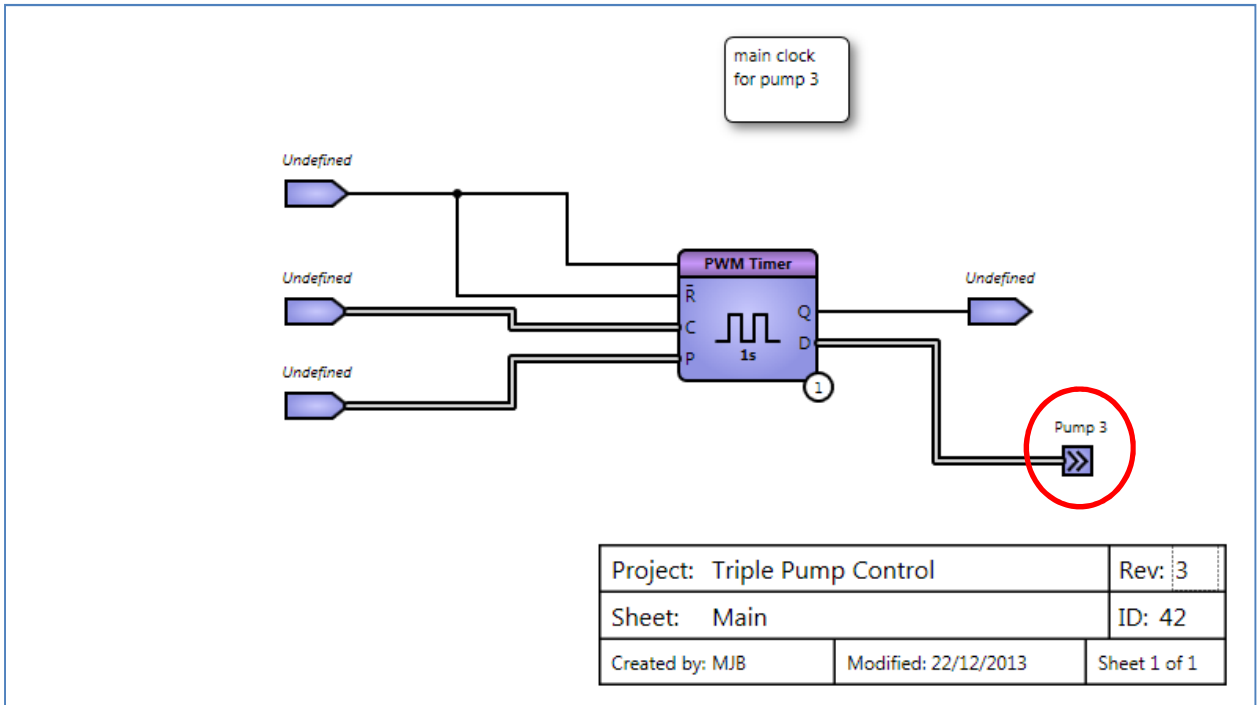 main clock
for pump 3
Undefined
Undefined
Undefined
PWM Timer
R̄
C
P
1s
Q
D
1
Undefined
Pump 3
Project: Triple Pump Control
Rev: 3
Sheet: Main
ID: 42
Created by: MJB
Modified: 22/12/2013
Sheet 1 of 1